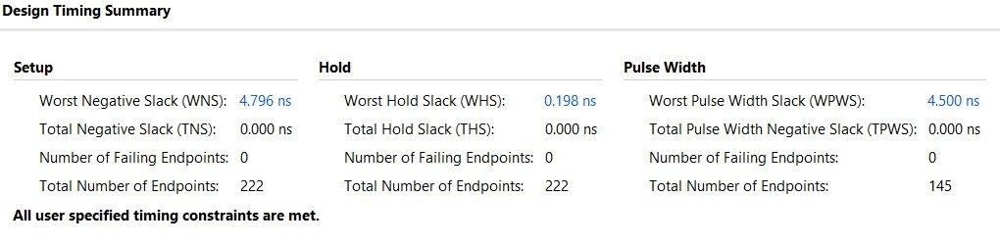 Design Timing Summary
Setup Hold Pulse Width
Worst Negative Slack (WNS): 4.796 ns Worst Hold Slack (WHS): 0.198 ns Worst Pulse Width Slack (WPWS): 4.500 ns
Total Negative Slack (TNS): 0.000 ns Total Hold Slack (THS): 0.000 ns Total Pulse Width Negative Slack (TPWS): 0.000 ns
Number of Failing Endpoints: 0 Number of Failing Endpoints: 0 Number of Failing Endpoints: 0
Total Number of Endpoints: 222 Total Number of Endpoints: 222 Total Number of Endpoints: 145
All user specified timing constraints are met.